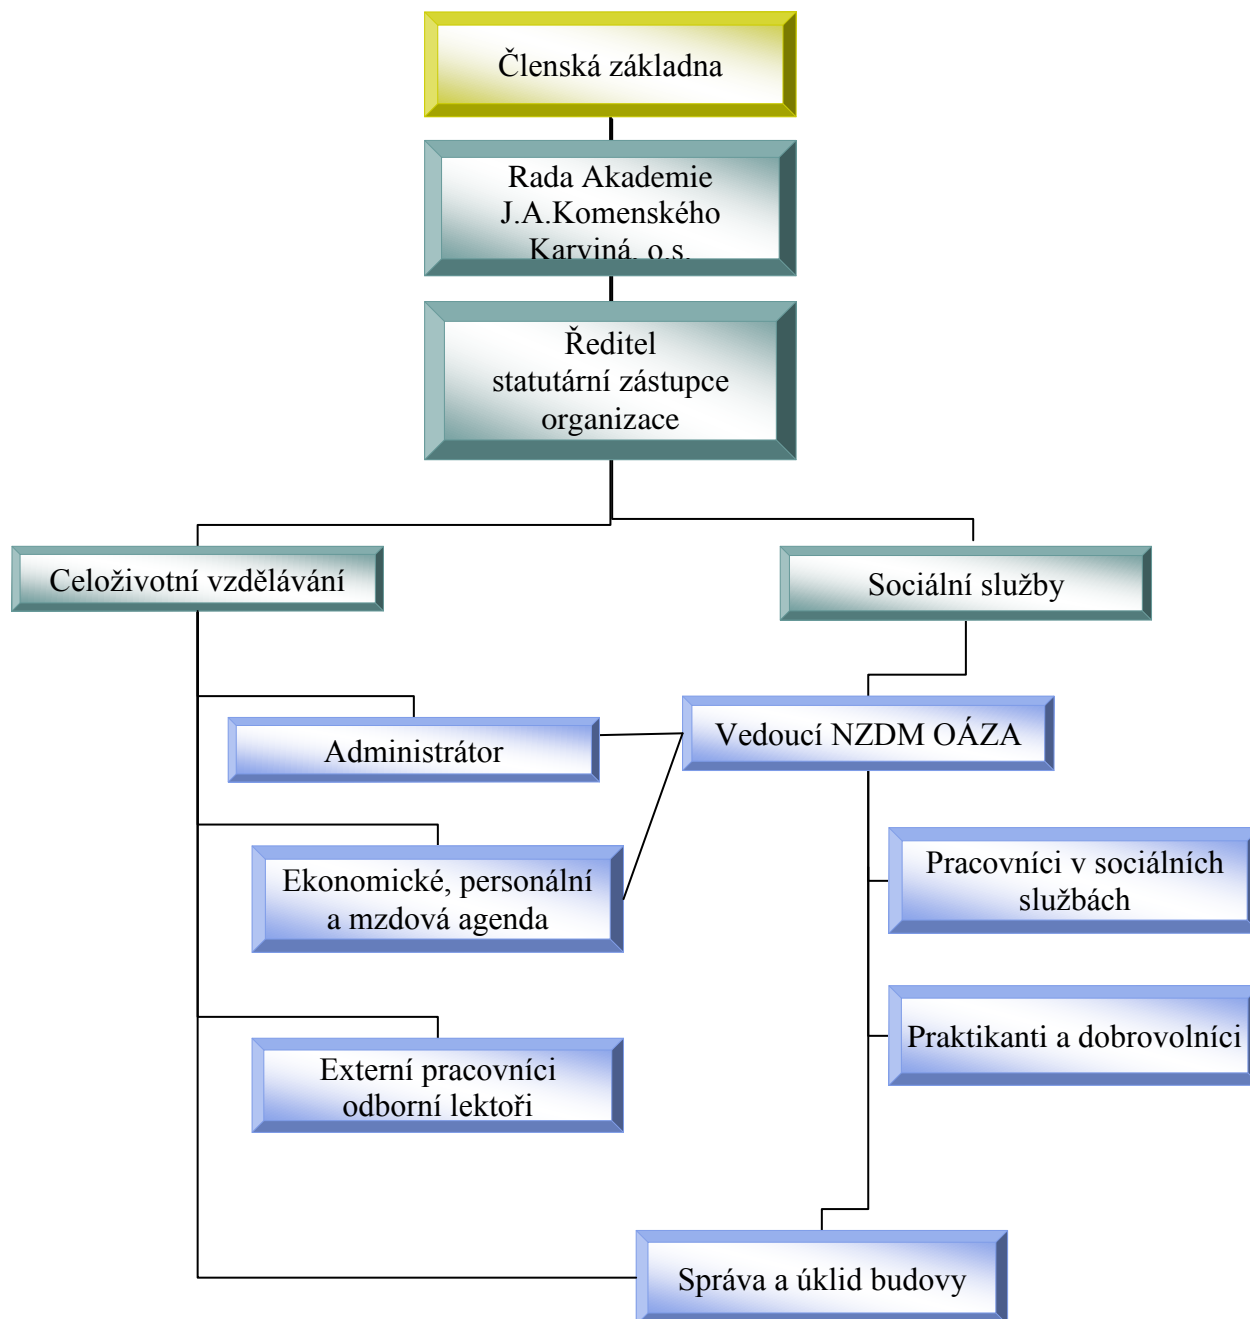 Členská základna
Rada Akademie
J.A.Komenského
Karviná, o.s.
Ředitel
statutární zástupce
organizace
Celoživotní vzdělávání
Sociální služby
Administrátor
Vedoucí NZDM OÁZA
Ekonomické, personální
a mzdová agenda
Pracovníci v sociálních
službách
Externí pracovníci
odborní lektoři
Praktikanti a dobrovolníci
Správa a úklid budovy